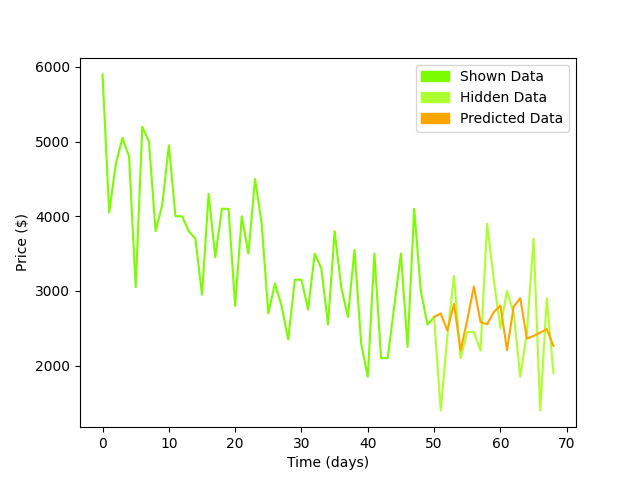 6000
5000
4000
3000
2000
Price ($)
Shown Data
Hidden Data
Predicted Data
0 10 20 30 40 50 60 70
Time (days)